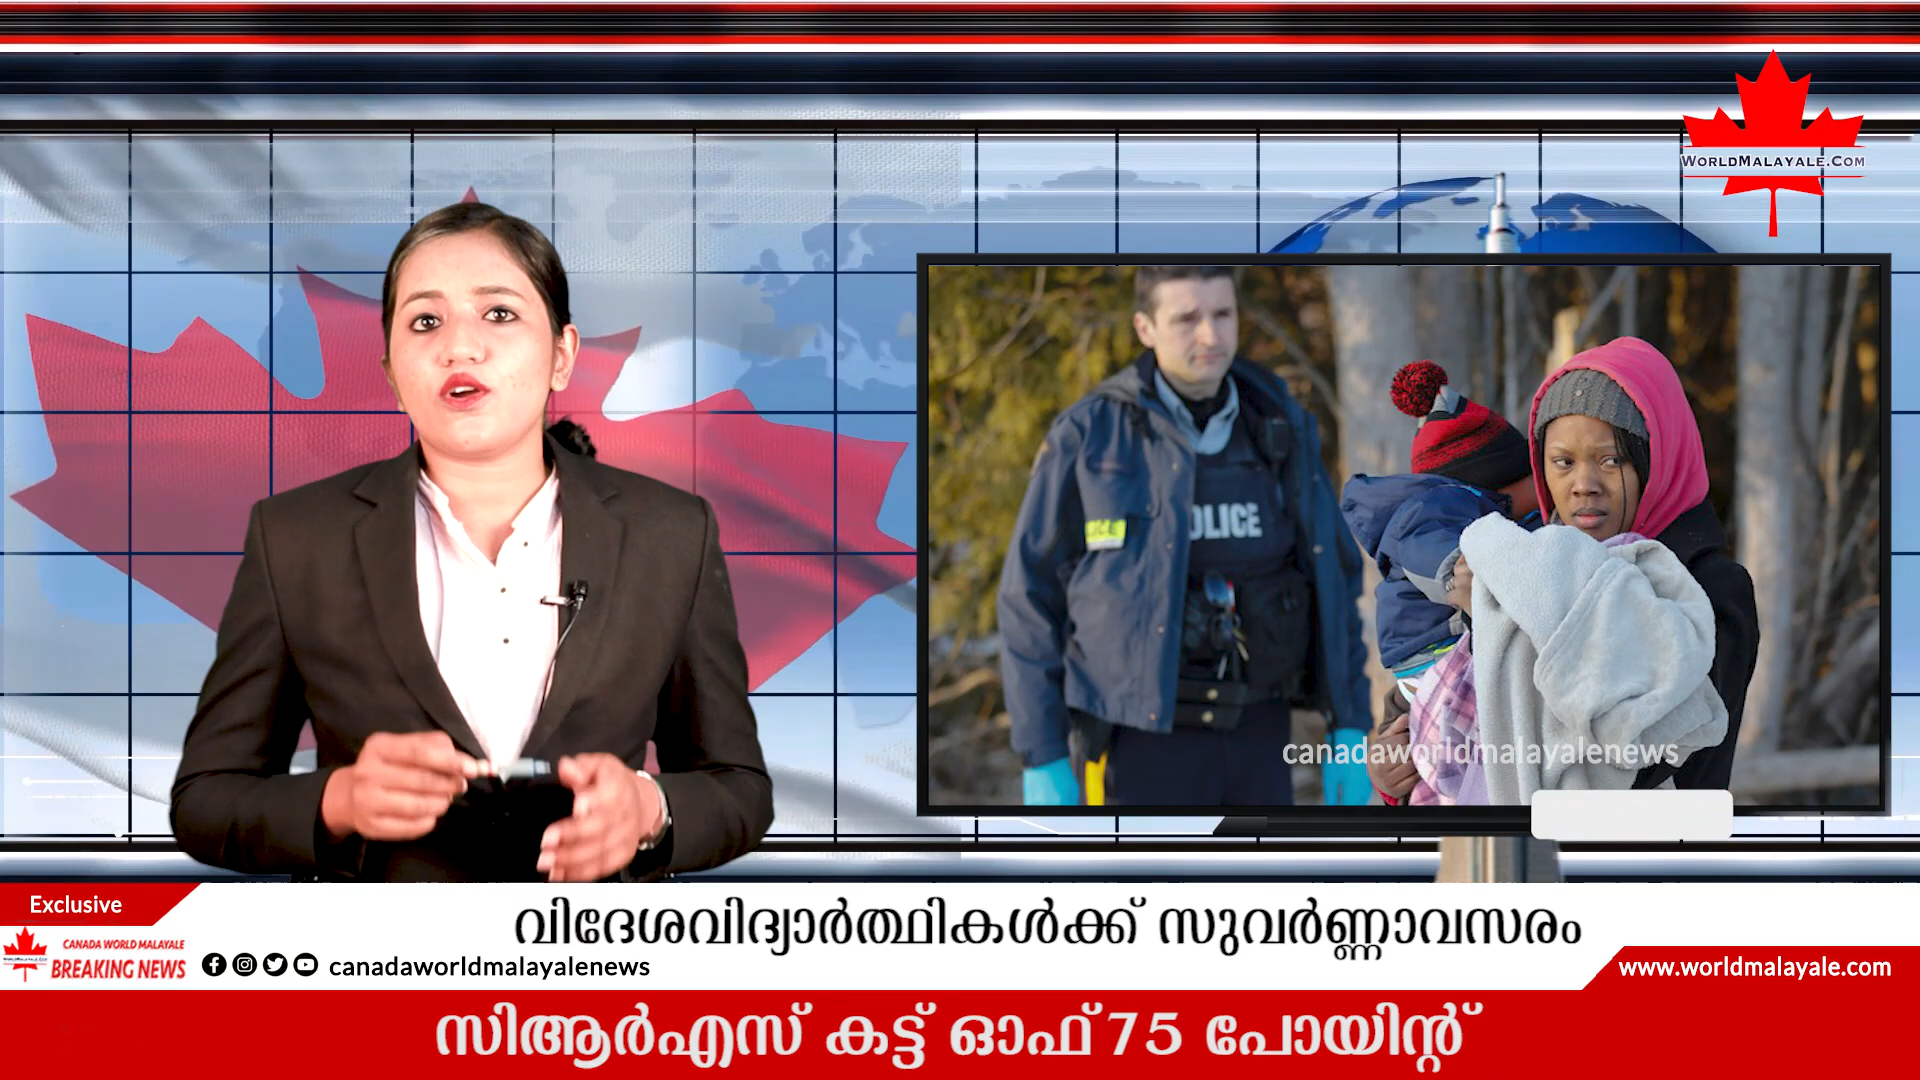 WORLDMALAYALE.COM
POLICE
canadaworldmalayalenews
Exclusive
വിദേശവിദ്യാർത്ഥികൾക്ക് സുവർണ്ണാവസരം
CANADA WORLD MALAYALE
BREAKING NEWS
canadaworldmalayalenews
www.worldmalayale.com
സിആർഎസ് കട്ട് ഓഫ് 75 പോയിന്റ്